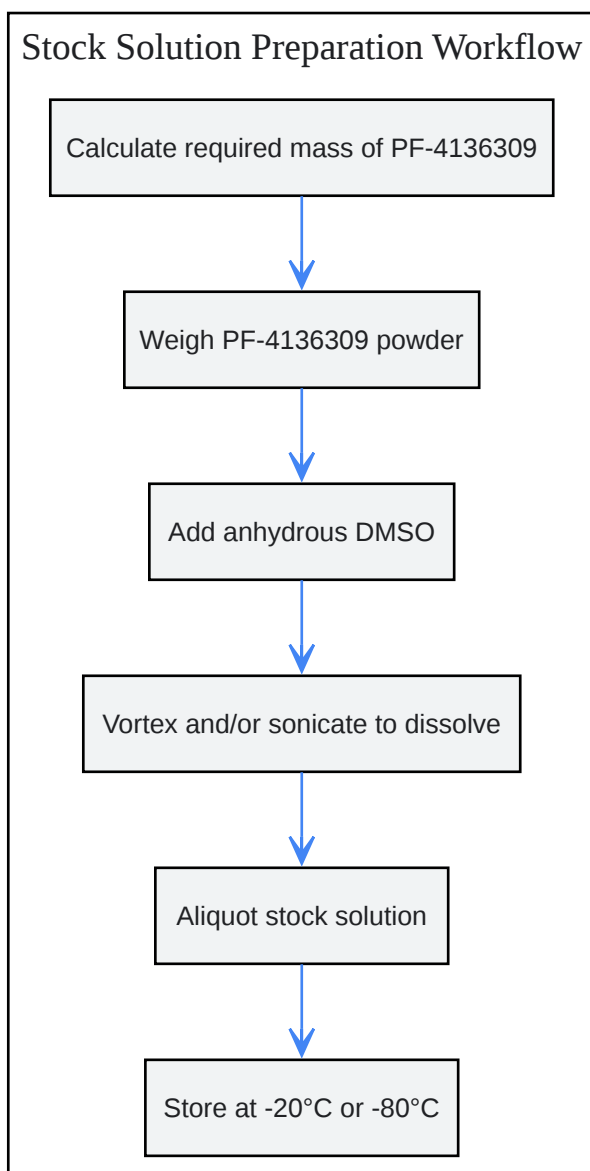 Stock Solution Preparation Workflow
Calculate required mass of PF-4136309
Weigh PF-4136309 powder
Add anhydrous DMSO
Vortex and/or sonicate to dissolve
Aliquot stock solution
Store at -20°C or -80°C